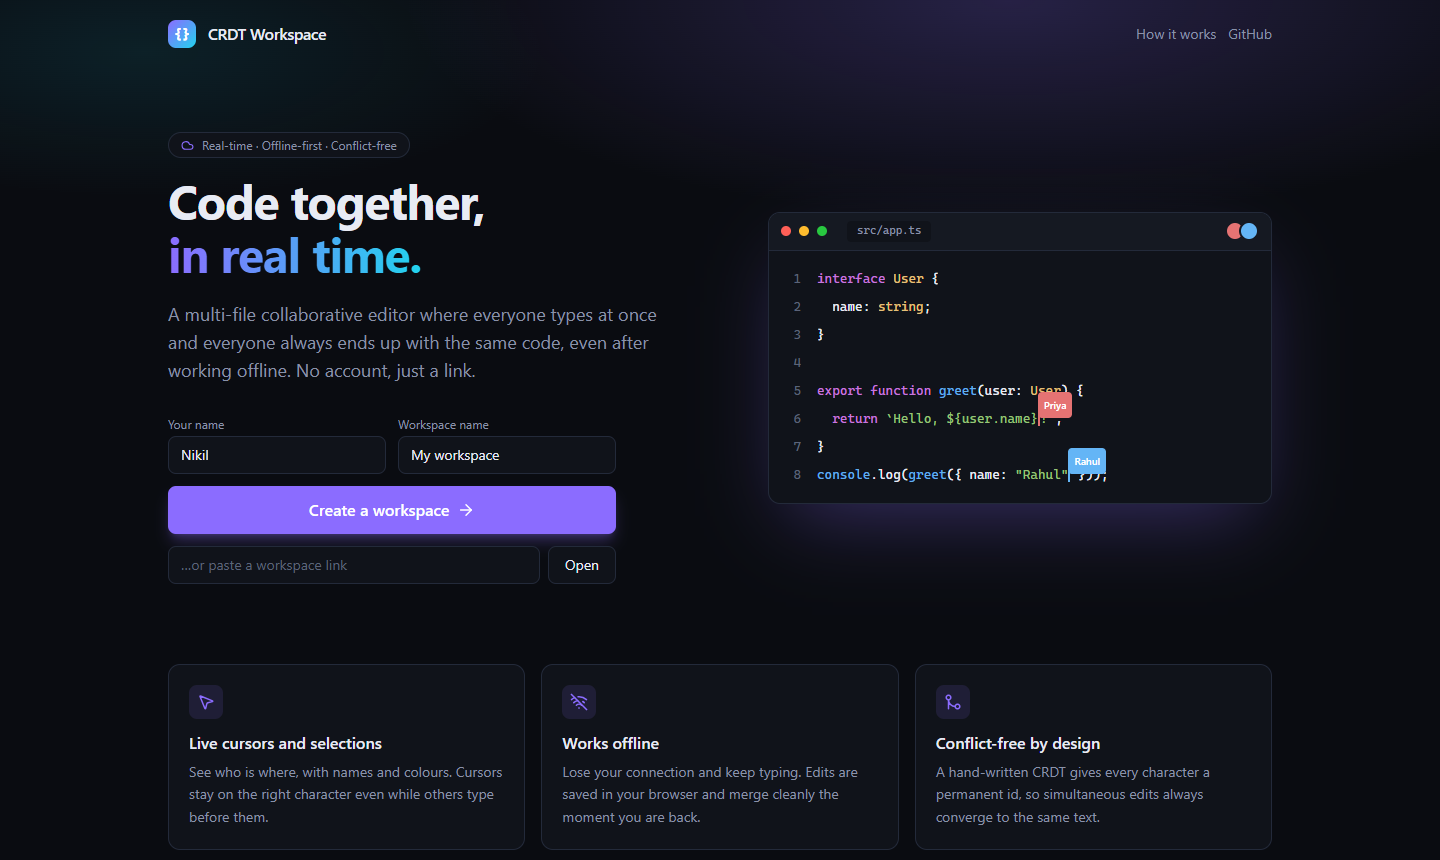 {} CRDT Workspace
How it works GitHub
Real-time · Offline-first · Conflict-free
Code together,
in real time.
A multi-file collaborative editor where everyone types at once
and everyone always ends up with the same code, even after
working offline. No account, just a link.
Your name
Workspace name
Nikil
My workspace
Create a workspace →
...or paste a workspace link
Open
src/app.ts
1 interface User {
2 name: string;
3 }
4
5 export function greet(user: User) {
Priya
6 return `Hello, ${user.name}
7 }
Rahul
8 console.log(greet({ name: "Rahul" }));
Live cursors and selections
See who is where, with names and colours. Cursors
stay on the right character even while others type
before them.
Works offline
Lose your connection and keep typing. Edits are
saved in your browser and merge cleanly the
moment you are back.
Conflict-free by design
A hand-written CRDT gives every character a
permanent id, so simultaneous edits always
converge to the same text.